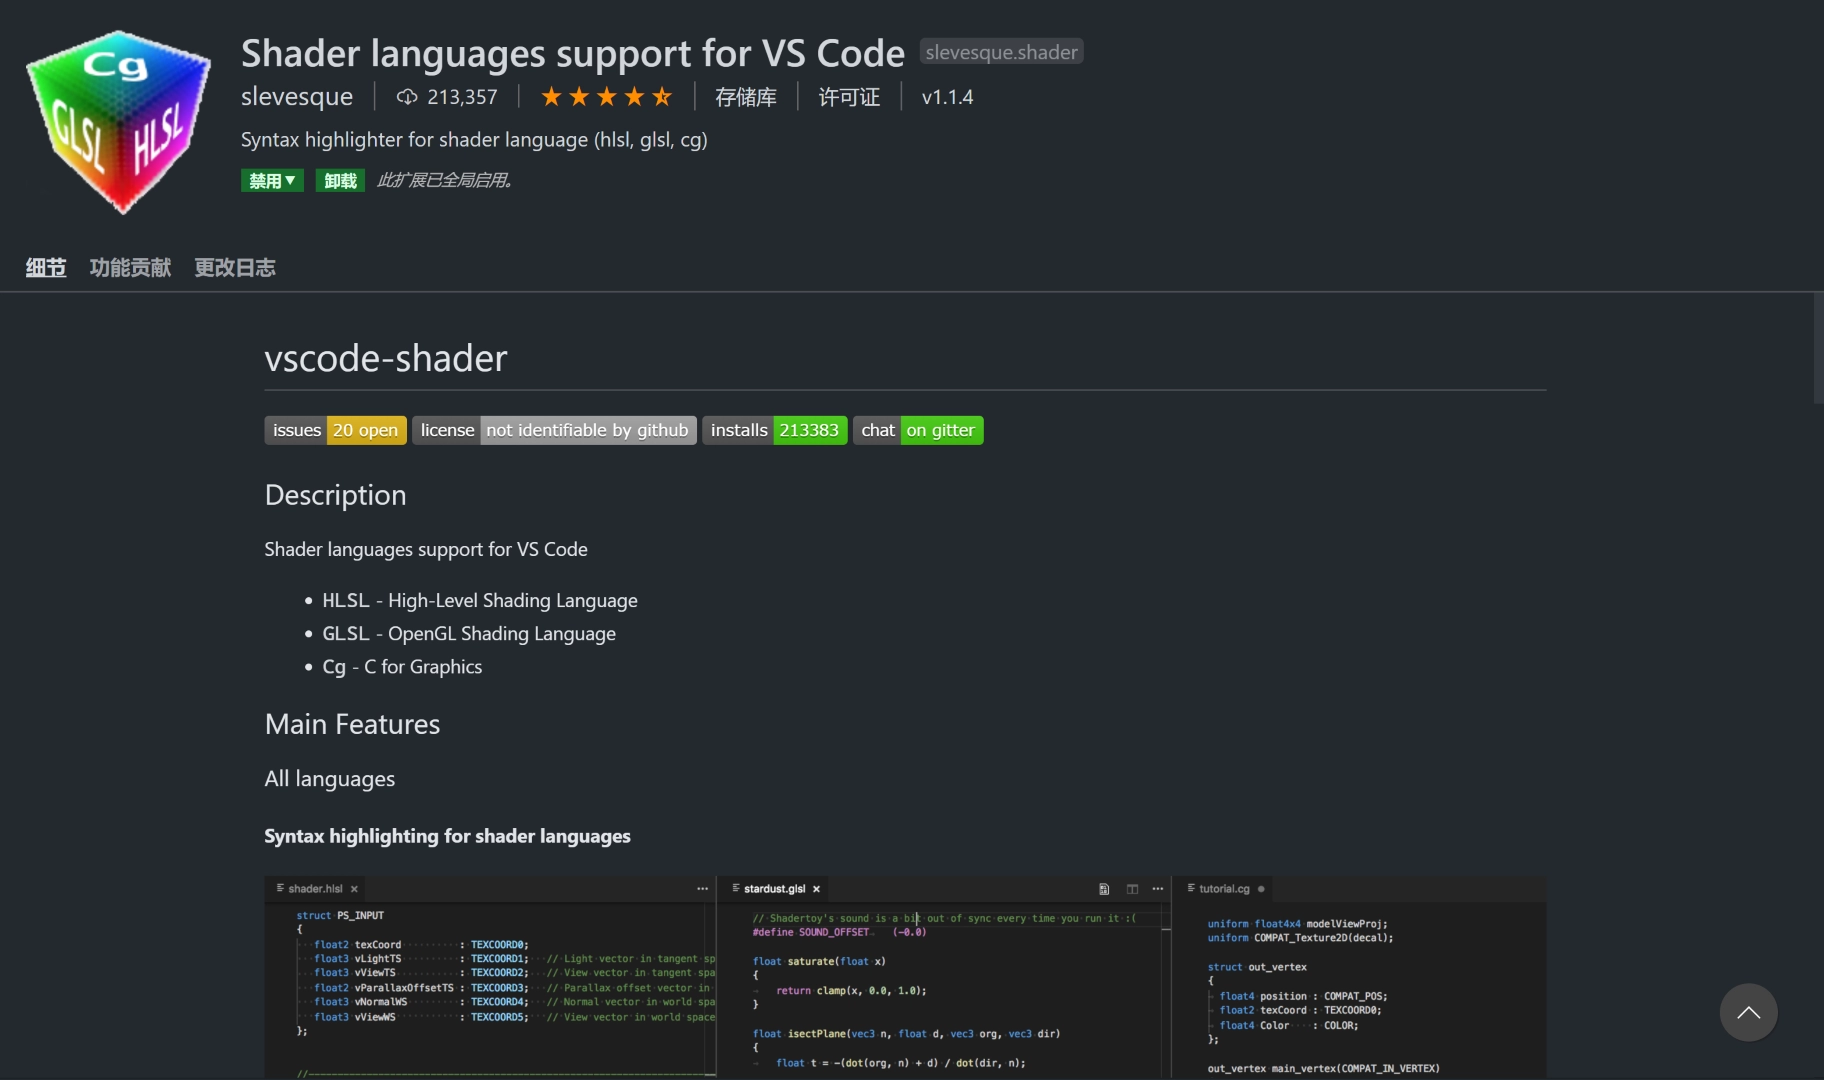 Cg
GLSL
HLSL
Shader languages support for VS Code slevesque.shader
slevesque 213,357 存储库 许可证 v1.1.4
Syntax highlighter for shader language (hlsl, glsl, cg)
禁用▼ 卸载 此扩展已全局启用。
细节 功能贡献 更改日志
vscode-shader
issues 20 open license not identifiable by github installs 213383 chat on gitter
Description
Shader languages support for VS Code
• HLSL - High-Level Shading Language
• GLSL - OpenGL Shading Language
• Cg - C for Graphics
Main Features
All languages
Syntax highlighting for shader languages
shader.hlsl ×
struct PS_INPUT
{
float2 texCoord : TEXCOORD0;
float3 vLightTS : TEXCOORD1; // Light vector in tangent sp
float3 vViewTS : TEXCOORD2; // View vector in tangent spa
float2 vParallaxOffsetTS : TEXCOORD3; // Parallax offset vector in
float3 vNormalWS : TEXCOORD4; // Normal vector in world spa
float3 vViewWS : TEXCOORD5; // View vector in world space
};
stardust.glsl ×
// Shadertoy's sound is a bit out of sync every time you run it :(
#define SOUND_OFFSET (-0.0)
float saturate(float x)
{
return clamp(x, 0.0, 1.0);
}
float isectPlane(vec3 n, float d, vec3 org, vec3 dir)
{
float t = -(dot(org, n) + d) / dot(dir, n);
tutorial.cg
uniform float4x4 modelViewProj;
uniform COMPAT_Texture2D(decal);
struct out_vertex
{
float4 position : COMPAT_POS;
float2 texCoord : TEXCOORD0;
float4 Color : COLOR;
};
out_vertex main_vertex(COMPAT_IN_VERTEX)